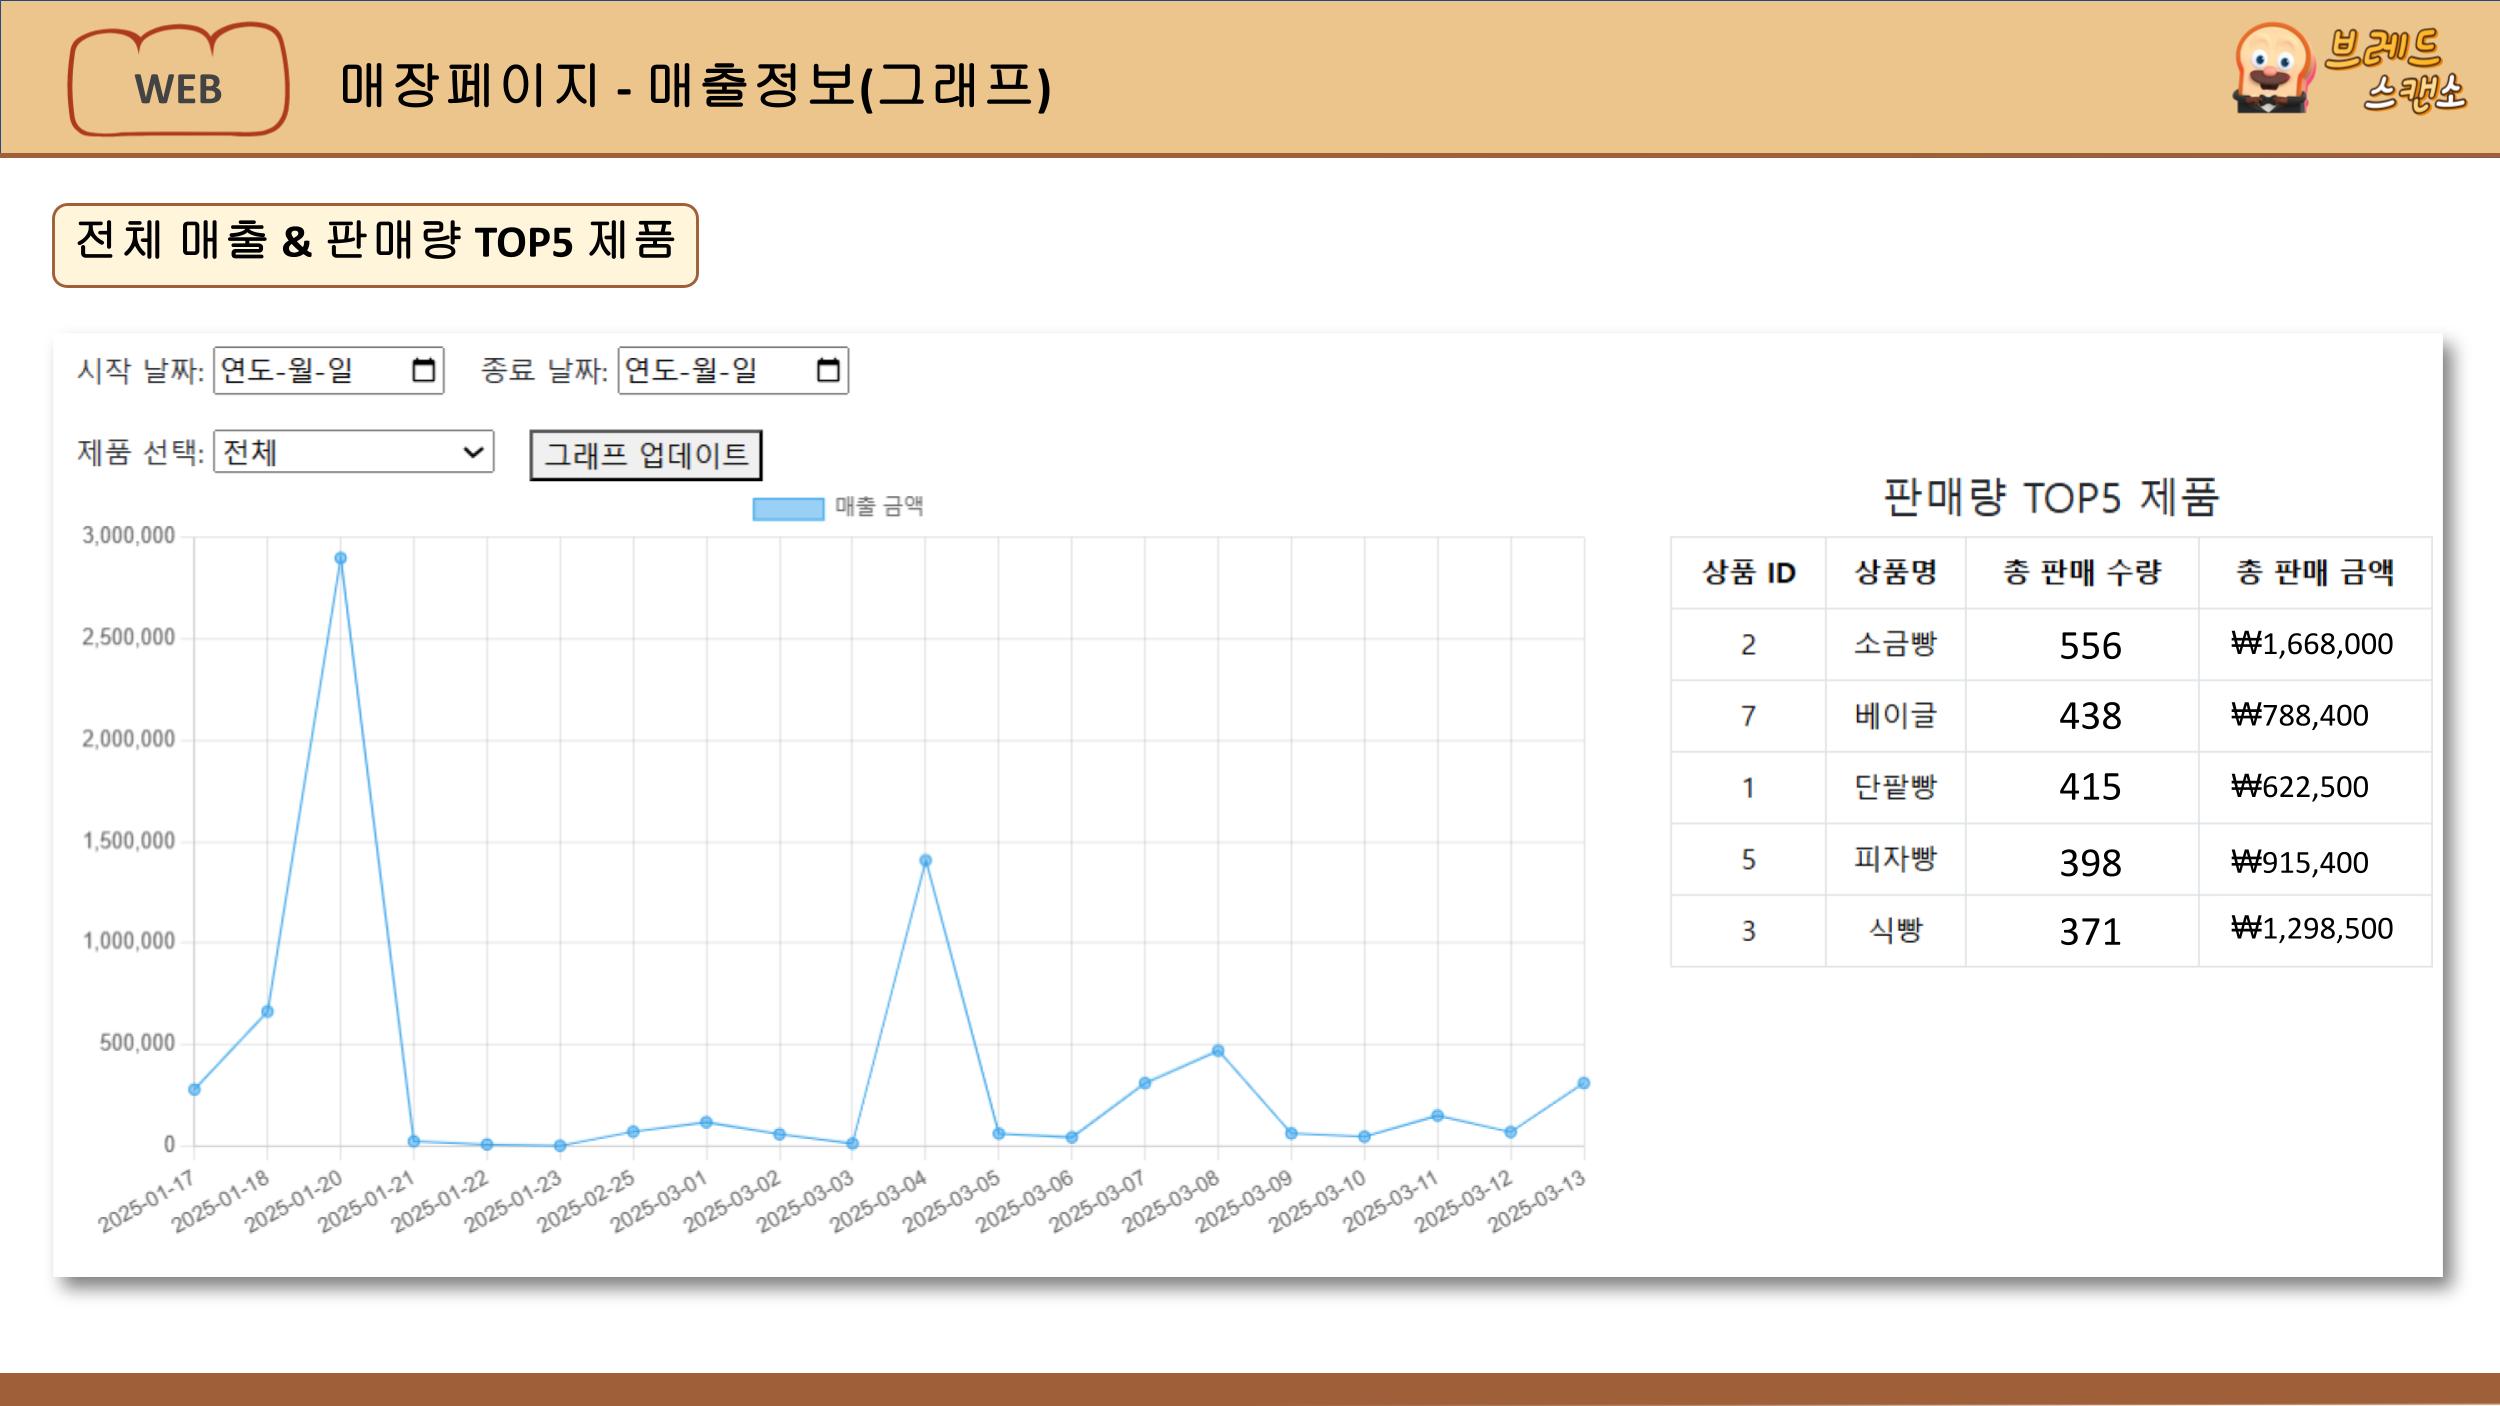 WEB
매장페이지 - 매출정보(그래프)
브레드
스캔소
전체 매출 & 판매량 TOP5 제품
시작 날짜: 연도-월-일 종료 날짜: 연도-월-일
제품 선택: 전체 그래프 업데이트
매출 금액
3,000,000
2,500,000
2,000,000
1,500,000
1,000,000
500,000
0
2025-01-17 2025-01-18 2025-01-20 2025-01-21 2025-01-22 2025-01-23 2025-02-25 2025-03-01 2025-03-02 2025-03-03 2025-03-04 2025-03-05 2025-03-06 2025-03-07 2025-03-08 2025-03-09 2025-03-10 2025-03-11 2025-03-12 2025-03-13
판매량 TOP5 제품
상품 ID 상품명 총 판매 수량 총 판매 금액
2 소금빵 556 ₩1,668,000
7 베이글 438 ₩788,400
1 단팥빵 415 ₩622,500
5 피자빵 398 ₩915,400
3 식빵 371 ₩1,298,500